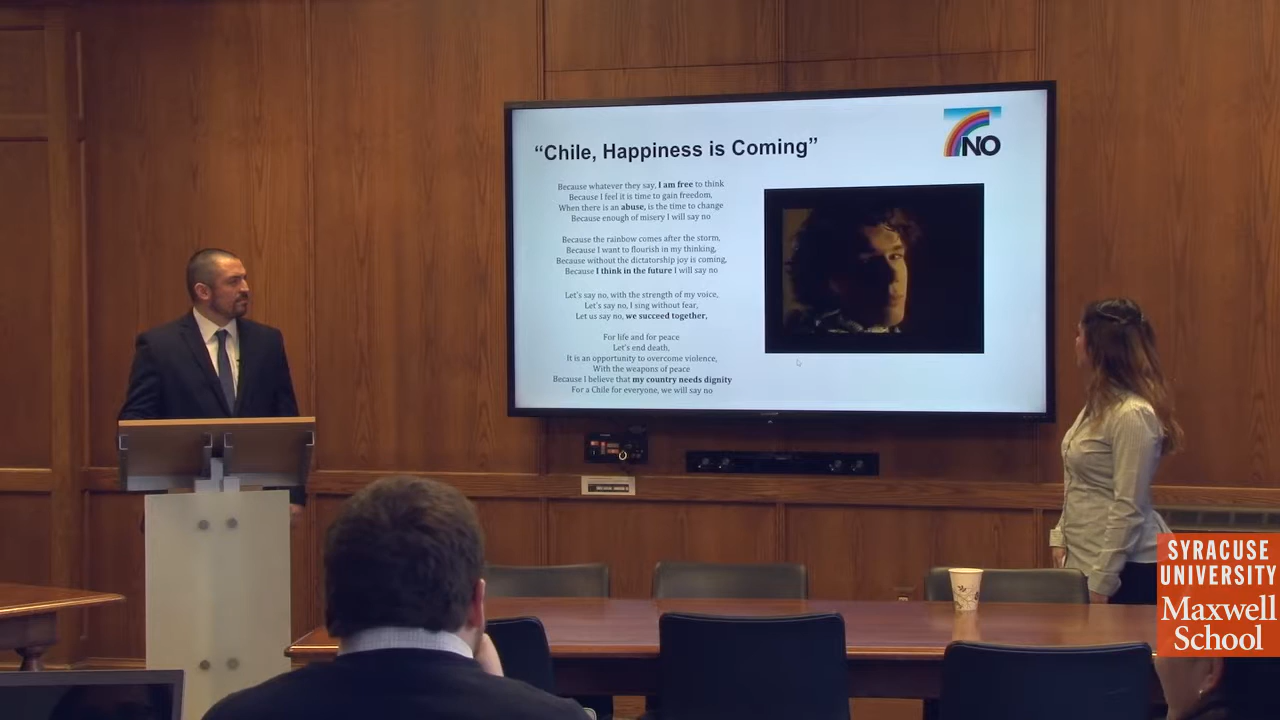 “Chile, Happiness is Coming”
NO
Because whatever they say, I am free to think
Because I feel it is time to gain freedom,
When there is an abuse, is the time to change
Because enough of misery I will say no
Because the rainbow comes after the storm,
Because I want to flourish in my thinking,
Because without the dictatorship joy is coming,
Because I think in the future I will say no
Let's say no, with the strength of my voice,
Let's say no, I sing without fear,
Let us say no, we succeed together,
For life and for peace
Let's end death,
It is an opportunity to overcome violence,
With the weapons of peace
Because I believe that my country needs dignity
For a Chile for everyone, we will say no
SYRACUSE
UNIVERSITY
Maxwell
School